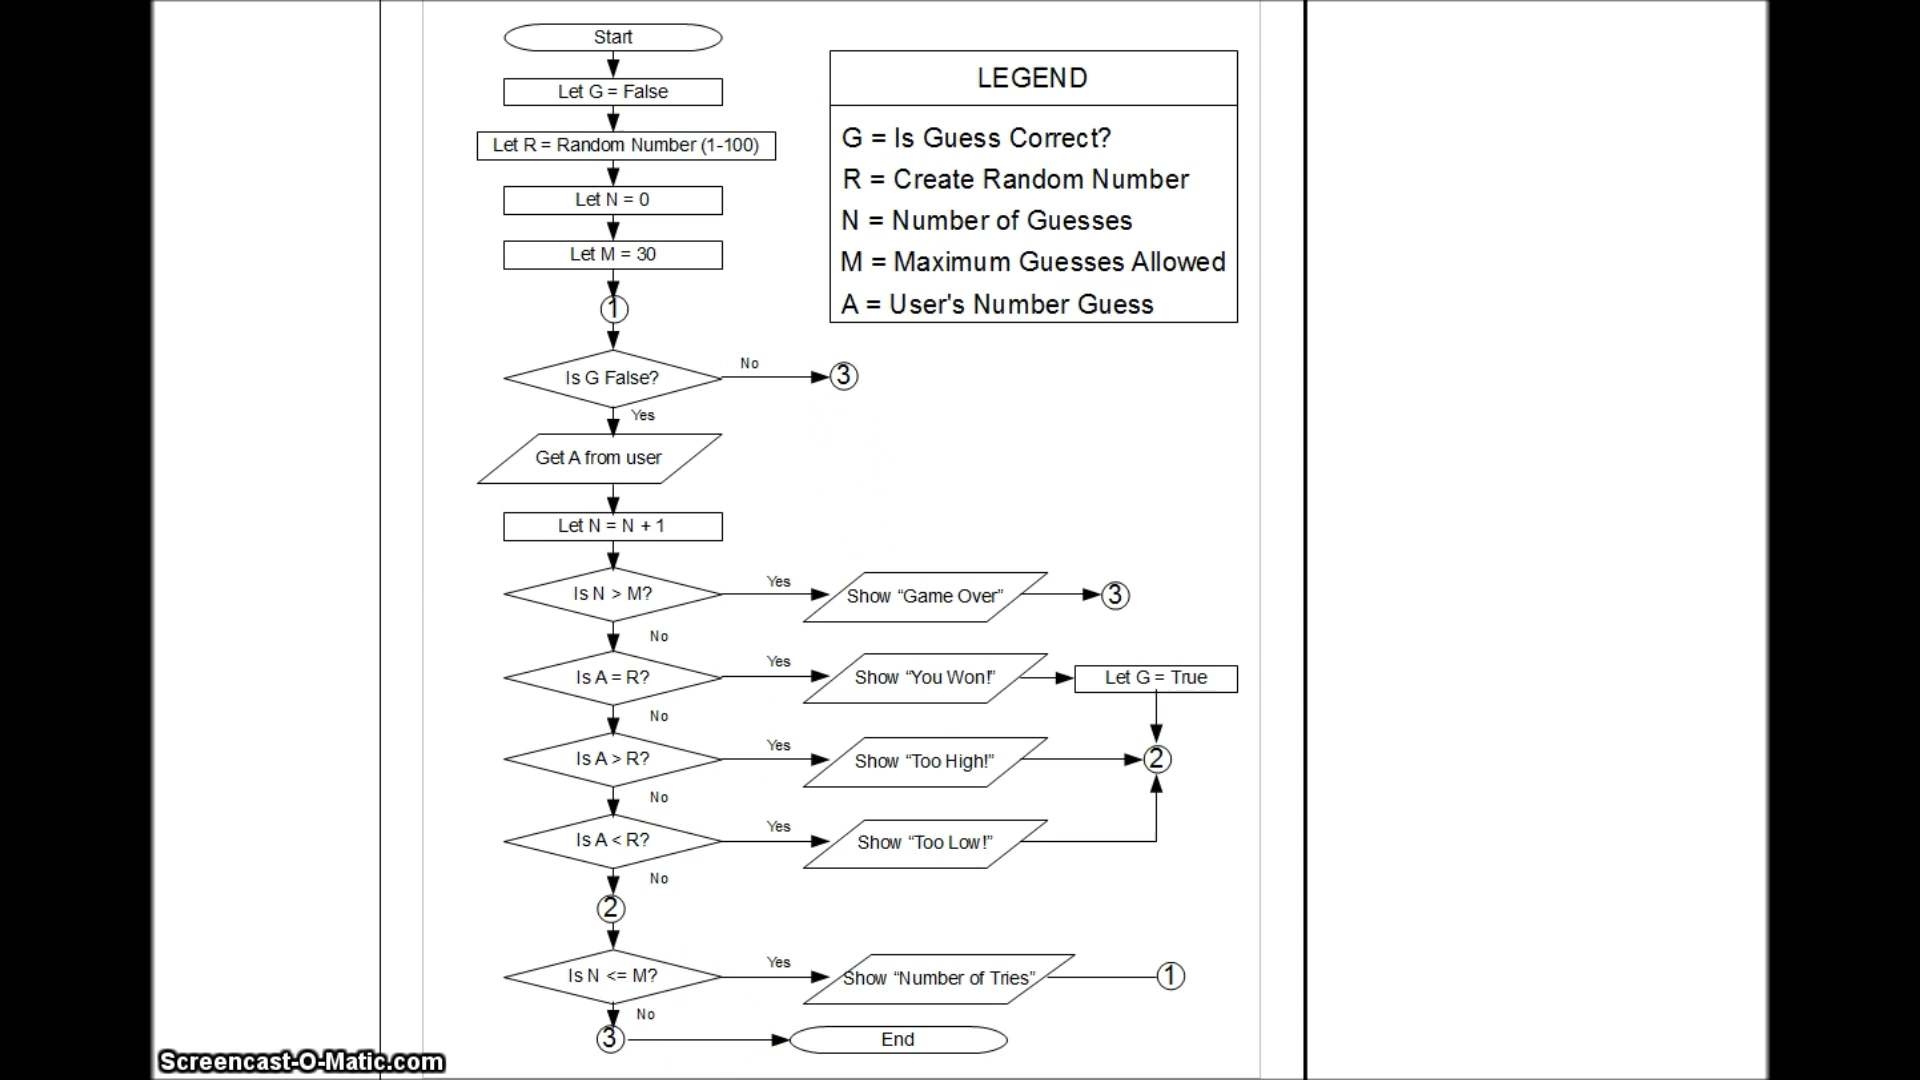 Start
Let G = False
Let R = Random Number (1-100)
Let N = 0
Let M = 30
1
LEGEND
G = Is Guess Correct?
R = Create Random Number
N = Number of Guesses
M = Maximum Guesses Allowed
A = User's Number Guess
Is G False?
No
3
Yes
Get A from user
Let N = N + 1
Is N > M?
Yes
Show “Game Over”
3
No
Is A = R?
Yes
Show “You Won!”
Let G = True
No
Is A > R?
Yes
Show “Too High!”
2
No
Is A < R?
Yes
Show “Too Low!”
No
2
Is N <= M?
Yes
Show “Number of Tries”
1
No
3
End
Screencast-O-Matic.com